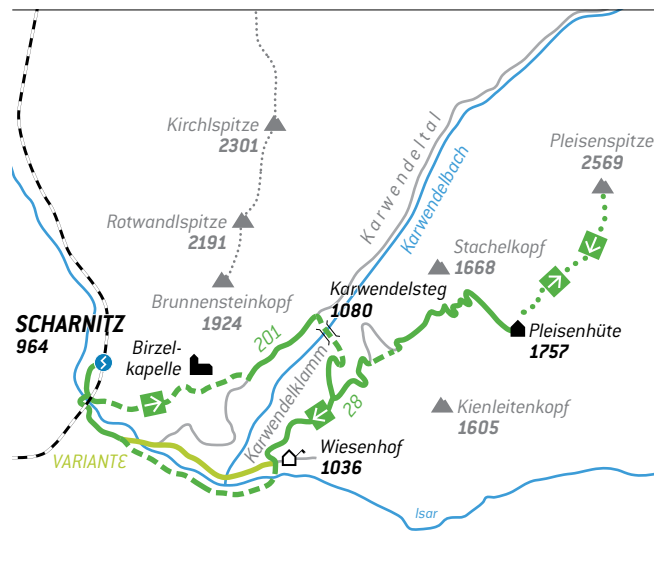 Kirchlspitze
2301
Pleisenspitze
2569
Karwendeltal
Karwendelbach
Rotwandlspitze
2191
Stachelkopf
1668
Brunnensteinkopf
1924
Karwendelsteg
1080
SCHARNITZ
964
Birzel-
kapelle
201
Pleisenhütte
1757
Karwendelklamm
28
Kienleitenkopf
1605
VARIANTE
Wiesenhof
1036
Isar